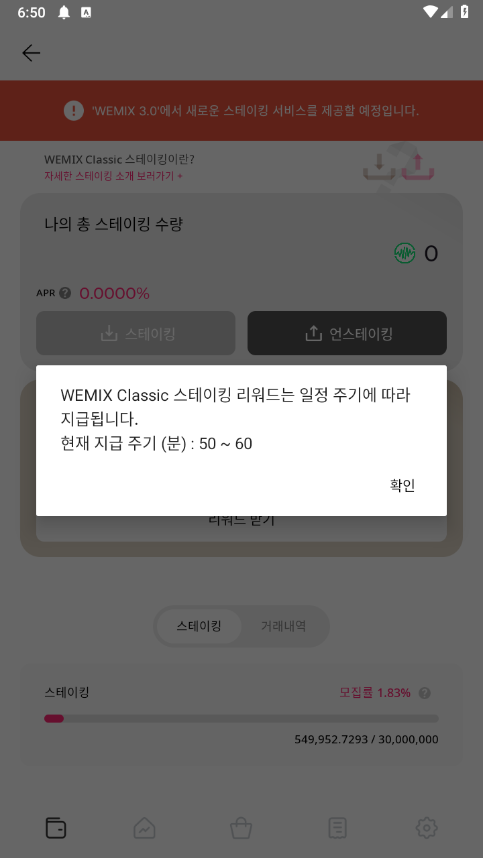 6:50
'WEMIX 3.0'에서 새로운 스테이킹 서비스를 제공할 예정입니다.
WEMIX Classic 스테이킹이란?
자세한 스테이킹 소개 보러가기 +
나의 총 스테이킹 수량
0
APR ? 0.0000%
스테이킹
언스테이킹
WEMIX Classic 스테이킹 리워드는 일정 주기에 따라
지급됩니다.
현재 지급 주기 (분) : 50 ~ 60
확인
리워드 받기
스테이킹
거래내역
스테이킹
모집률 1.83% ?
549,952.7293 / 30,000,000